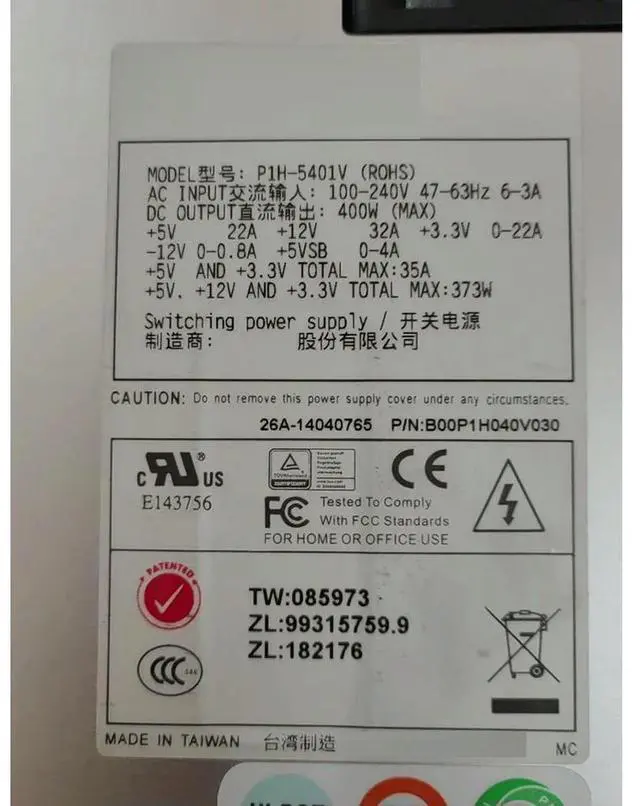 MODEL型号: P1H-5401V (ROHS)
AC INPUT交流输入: 100-240V 47-63Hz 6-3A
DC OUTPUT直流输出: 400W (MAX)
+5V 22A +12V 32A +3.3V 0-22A
-12V 0-0.8A +5VSB 0-4A
+5V AND +3.3V TOTAL MAX:35A
+5V, +12V AND +3.3V TOTAL MAX:373W
Switching power supply / 开关电源
制造商: 股份有限公司
CAUTION: Do not remove this power supply cover under any circumstances.
26A-14040765 P/N:B00P1H040V030
c RU ® US
E143756
CE
FC Tested To Comply
With FCC Standards
FOR HOME OR OFFICE USE
PATENTED
TW:085973
ZL:99315759.9
ZL:182176
CCC
MADE IN TAIWAN 台湾制造 MC